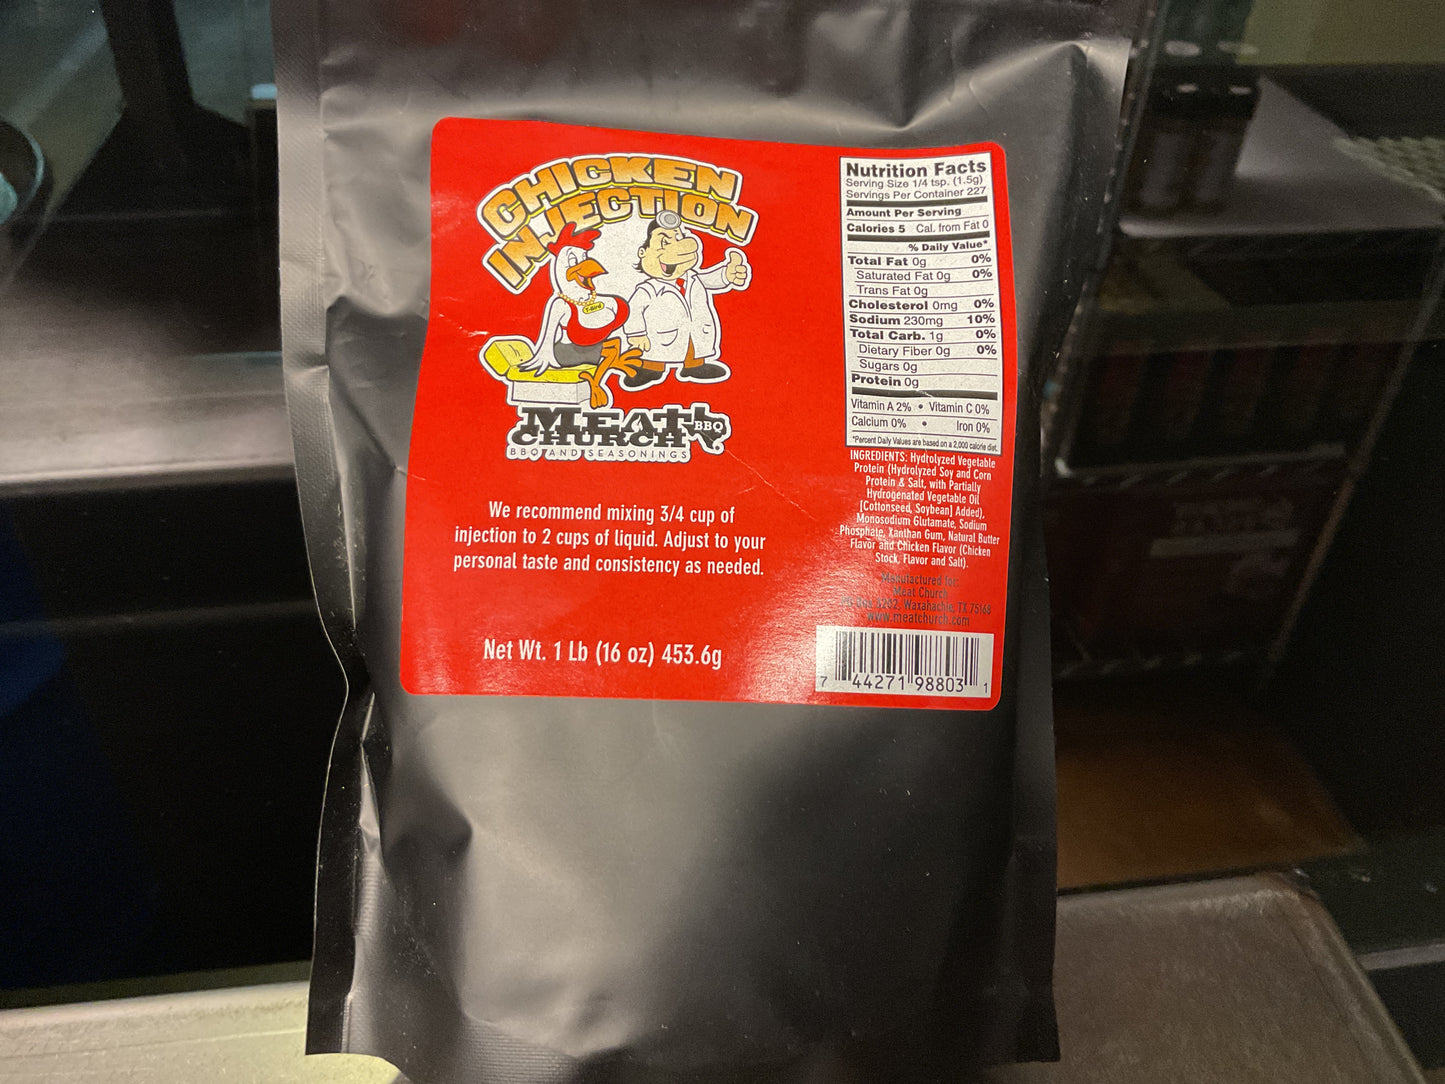 CHICKEN
INJECTION
T-Bird
MEAT
CHURCH BBQ
BBQ AND SEASONINGS
We recommend mixing 3/4 cup of
injection to 2 cups of liquid. Adjust to your
personal taste and consistency as needed.
Net Wt. 1 Lb (16 oz) 453.6g
Nutrition Facts
Serving Size 1/4 tsp. (1.5g)
Servings Per Container 227
Amount Per Serving
Calories 5 Cal. from Fat 0
% Daily Value*
Total Fat 0g 0%
Saturated Fat 0g 0%
Trans Fat 0g
Cholesterol 0mg 0%
Sodium 230mg 10%
Total Carb. 1g 0%
Dietary Fiber 0g 0%
Sugars 0g
Protein 0g
Vitamin A 2% • Vitamin C 0%
Calcium 0% • Iron 0%
*Percent Daily Values are based on a 2,000 calorie diet.
INGREDIENTS: Hydrolyzed Vegetable
Protein (Hydrolyzed Soy and Corn
Protein & Salt, with Partially
Hydrogenated Vegetable Oil
[Cottonseed, Soybean] Added),
Monosodium Glutamate, Sodium
Phosphate, Xanthan Gum, Natural Butter
Flavor and Chicken Flavor (Chicken
Stock, Flavor and Salt).
Manufactured for:
Meat Church
Waxahachie, TX 75168
www.meatchurch.com
7 44271 98803 1